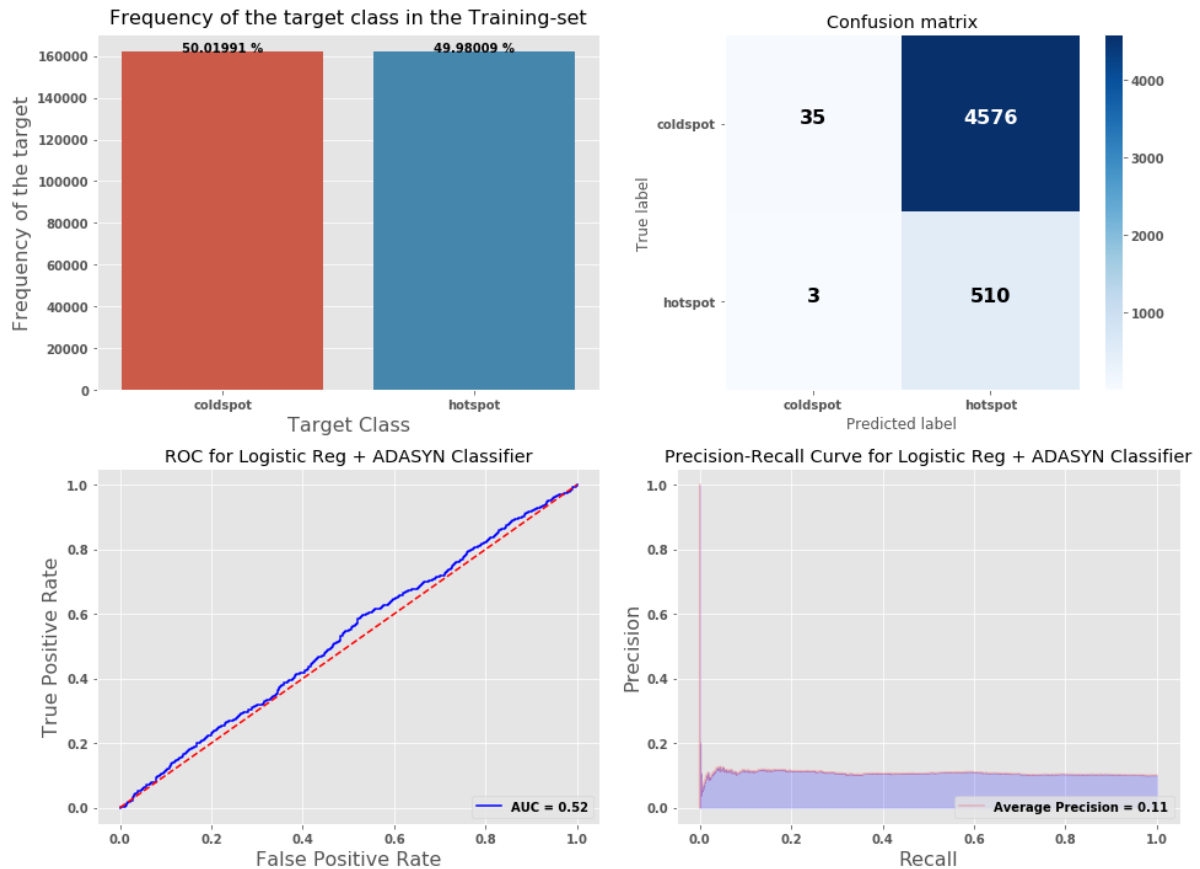 Frequency of the target class in the Training-set
50.01991 %
49.98009 %
160000
140000
120000
100000
80000
60000
40000
20000
0
Frequency of the target
coldspot
hotspot
Target Class
Confusion matrix
coldspot
35
4576
True label
hotspot
3
510
coldspot
hotspot
Predicted label
4000
3000
2000
1000
ROC for Logistic Reg + ADASYN Classifier
1.0
0.8
0.6
0.4
0.2
0.0
True Positive Rate
AUC = 0.52
0.0
0.2
0.4
0.6
0.8
1.0
False Positive Rate
Precision-Recall Curve for Logistic Reg + ADASYN Classifier
1.0
0.8
0.6
0.4
0.2
0.0
Precision
Average Precision = 0.11
0.0
0.2
0.4
0.6
0.8
1.0
Recall